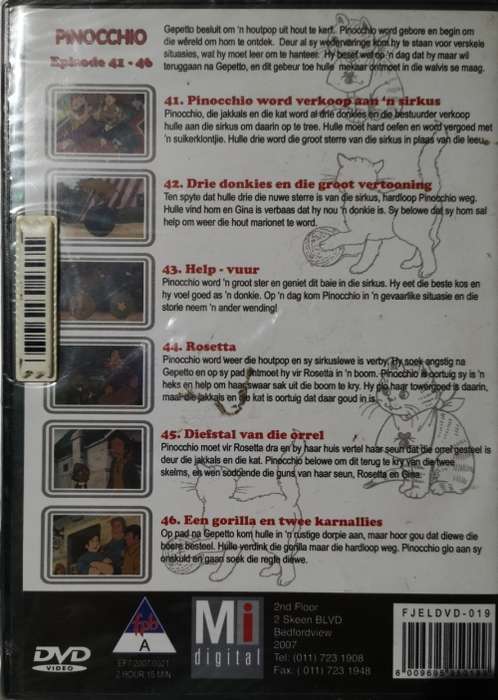 PINOCCHIO
Episode 41 - 46
Gepetto besluit om 'n houtpop uit hout te kerf. Pinocchio word gebore en begin om
die wêreld om hom te ontdek. Deur al sy wedervaringe kom hy te staan voor verskeie
situasies, wat hy moet leer om te hanteer. Hy besef wel op 'n dag dat hy maar wil
teruggaan na Gepetto, en dit gebeur toe hulle mekaar ontmoet in die walvis se maag.
41. Pinocchio word verkoop aan 'n sirkus
Pinocchio, die jakkals en die kat word al drie donkies en die bestuurder verkoop
hulle aan die sirkus om daarin op te tree. Hulle moet hard oefen en word vergoed met
'n suikerklontjie. Hulle drie word die groot sterre van die sirkus in plaas van die leeu.
42. Drie donkies en die groot vertooning
Ten spyte dat hulle drie die nuwe sterre is van die sirkus, hardloop Pinocchio weg.
Hulle vind hom en Gina is verbaas dat hy nou 'n donkie is. Sy belowe dat sy hom sal
help om weer die hout marionet te word.
43. Help - vuur
Pinocchio word 'n groot ster en geniet dit baie in die sirkus. Hy eet die beste kos en
hy voel goed as 'n donkie. Op 'n dag kom Pinocchio in 'n gevaarlike situasie en die
storie neem 'n ander wending!
44. Rosetta
Pinocchio word weer die houtpop en sy sirkuslewe is verby. Hy soek angstig na
Gepetto en op sy pad ontmoet hy vir Rosetta in 'n boom. Pinocchio is oortuig sy is 'n
heks en help om haar swaar sak uit die boom te kry. Hy glo haar towergoed is daarin,
maar die jakkals en die kat is oortuig dat daar goud in is.
45. Diefstal van die orrel
Pinocchio moet vir Rosetta dra en by haar huis vertel haar seun dat die orrel gesteel is
deur die jakkals en die kat. Pinocchio belowe om dit terug te kry van die twee
skelms, en wen sodoende die guns van haar seun, Rosetta en Gina.
46. Een gorilla en twee karnallies
Op pad na Gepetto kom hulle in 'n rustige dorpie aan, maar hoor gou dat diewe die
boere besteel. Hulle verdink die gorilla maar die hardloop weg. Pinocchio glo aan sy
onskuld en gaan soek die regte diewe.
DVD
VIDEO
fpb
A
2 HOUR 15 MIN
Mi
digital
2nd Floor
2 Skeen BLVD
Bedfordview
2007
Tel: (011) 723 1908
Fax: (011) 723 1948
FJELDVD-019